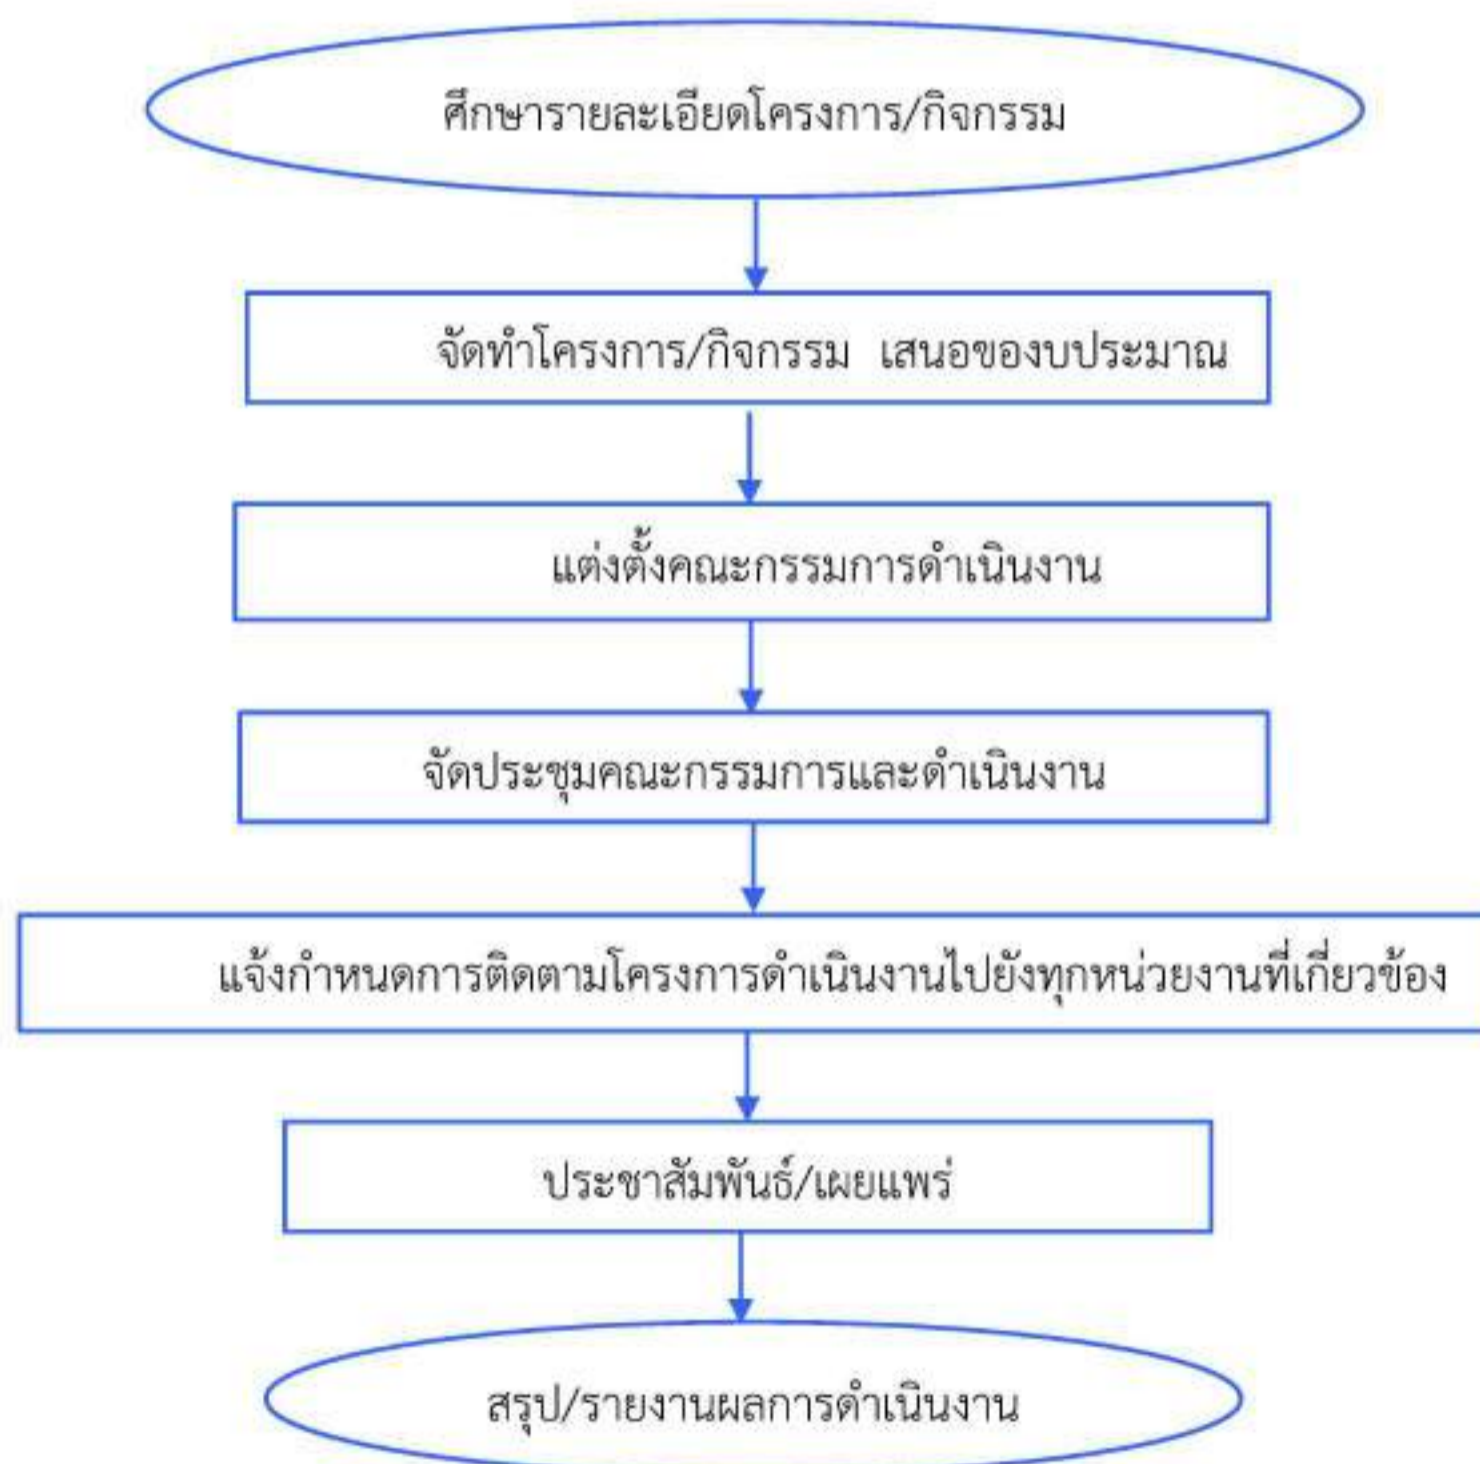 ศึกษารายละเอียดโครงการ/กิจกรรม
จัดทำโครงการ/กิจกรรม เสนอของบประมาณ
แต่งตั้งคณะกรรมการดำเนินงาน
จัดประชุมคณะกรรมการและดำเนินงาน
แจ้งกำหนดการติดตามโครงการดำเนินงานไปยังทุกหน่วยงานที่เกี่ยวข้อง
ประชาสัมพันธ์/เผยแพร่
สรุป/รายงานผลการดำเนินงาน